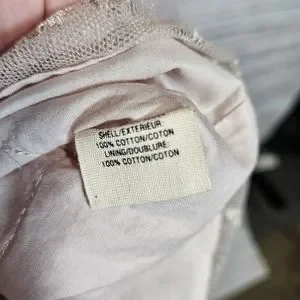 SHELL/EXTERIEUR
100% COTTON/COTON
LINING/DOUBLURE:
100% COTTON/COTON